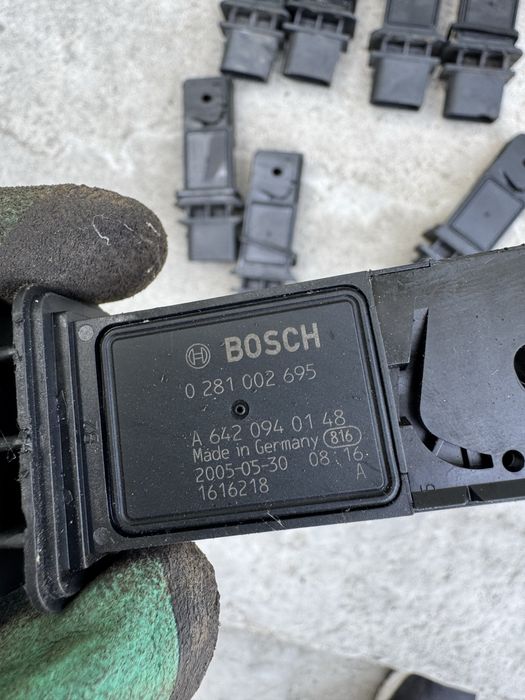 BOSCH
0 281 002 695
A 642 094 01 48
Made in Germany 816
2005-05-30 08:16
1616218 A